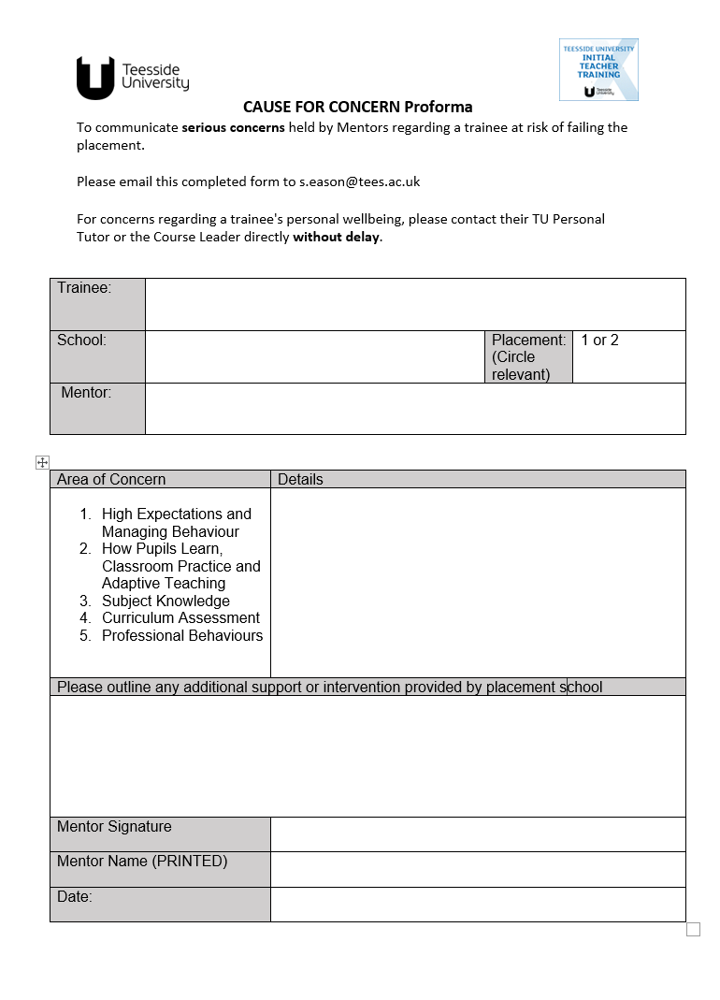 Teesside
University
TEESSIDE UNIVERSITY
INITIAL
TEACHER
TRAINING
Teesside
University
CAUSE FOR CONCERN Proforma
To communicate serious concerns held by Mentors regarding a trainee at risk of failing the
placement.
Please email this completed form to s.eason@tees.ac.uk
For concerns regarding a trainee's personal wellbeing, please contact their TU Personal
Tutor or the Course Leader directly without delay.
Trainee:
School:
Placement:
(Circle
relevant)
1 or 2
Mentor:
Area of Concern
Details
1. High Expectations and
Managing Behaviour
2. How Pupils Learn,
Classroom Practice and
Adaptive Teaching
3. Subject Knowledge
4. Curriculum Assessment
5. Professional Behaviours
Please outline any additional support or intervention provided by placement school
Mentor Signature
Mentor Name (PRINTED)
Date: